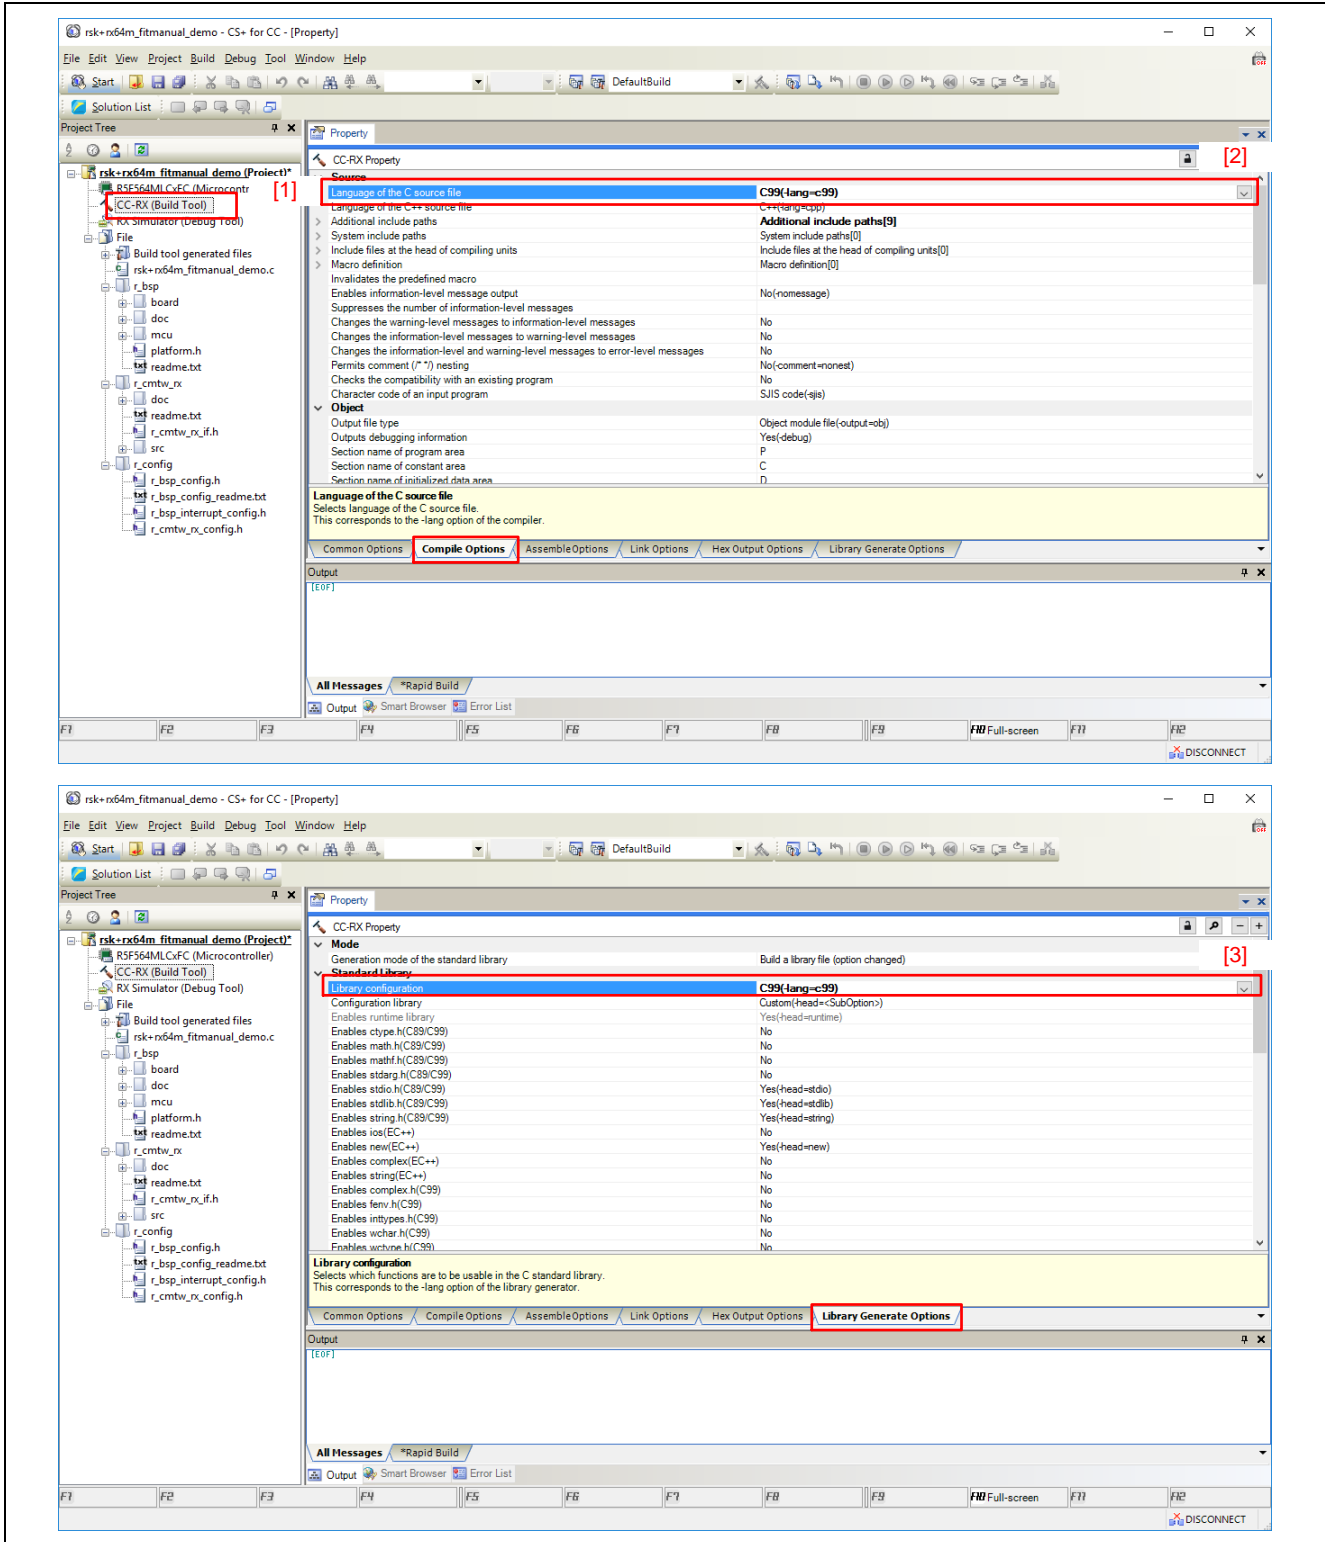 rsk+rx64m_fitmanual_demo - CS+ for CC - [Property]
File Edit View Project Build Debug Tool Window Help
Start DefaultBuild
Solution List
Project Tree
Property
CC-RX Property
[2]
rsk+rx64m_fitmanual_demo (Project)*
R5F564MLCxFC (Microcontr
[1]
CC-RX (Build Tool)
RX Simulator (Debug Tool)
File
Build tool generated files
rsk+rx64m_fitmanual_demo.c
r_bsp
board
doc
mcu
platform.h
readme.txt
r_cmtw_rx
doc
readme.txt
r_cmtw_rx_if.h
src
r_config
r_bsp_config.h
r_bsp_config_readme.txt
r_bsp_interrupt_config.h
r_cmtw_rx_config.h
Source
Language of the C source file C99(-lang=c99)
Language of the C++ source file C++(-lang=cpp)
Additional include paths Additional include paths[9]
System include paths System include paths[0]
Include files at the head of compiling units Include files at the head of compiling units[0]
Macro definition Macro definition[0]
Invalidates the predefined macro
Enables information-level message output No(-nomessage)
Suppresses the number of information-level messages
Changes the warning-level messages to information-level messages No
Changes the information-level messages to warning-level messages No
Changes the information-level and warning-level messages to error-level messages No
Permits comment (/* */) nesting No(-comment=nonest)
Checks the compatibility with an existing program No
Character code of an input program SJIS code(-sjis)
Object
Output file type Object module file(-output=obj)
Outputs debugging information Yes(-debug)
Section name of program area P
Section name of constant area C
Section name of initialized data area D
Language of the C source file
Selects language of the C source file.
This corresponds to the -lang option of the compiler.
Common Options Compile Options Assemble Options Link Options Hex Output Options Library Generate Options
Output
[EOF]
All Messages *Rapid Build
Output Smart Browser Error List
F1 F2 F3 F4 F5 F6 F7 F8 F9 F10 Full-screen F11 F12
DISCONNECT
rsk+rx64m_fitmanual_demo - CS+ for CC - [Property]
File Edit View Project Build Debug Tool Window Help
Start DefaultBuild
Solution List
Project Tree
Property
CC-RX Property
[3]
rsk+rx64m_fitmanual_demo (Project)*
R5F564MLCxFC (Microcontroller)
CC-RX (Build Tool)
RX Simulator (Debug Tool)
File
Build tool generated files
rsk+rx64m_fitmanual_demo.c
r_bsp
board
doc
mcu
platform.h
readme.txt
r_cmtw_rx
doc
readme.txt
r_cmtw_rx_if.h
src
r_config
r_bsp_config.h
r_bsp_config_readme.txt
r_bsp_interrupt_config.h
r_cmtw_rx_config.h
Mode
Generation mode of the standard library Build a library file (option changed)
Standard Library
Library configuration C99(-lang=c99)
Configuration library Custom(-head=<SubOption>)
Enables runtime library Yes(-head=runtime)
Enables ctype.h(C89/C99) No
Enables math.h(C89/C99) No
Enables mathf.h(C89/C99) No
Enables stdarg.h(C89/C99) No
Enables stdio.h(C89/C99) Yes(-head=stdio)
Enables stdlib.h(C89/C99) Yes(-head=stdlib)
Enables string.h(C89/C99) Yes(-head=string)
Enables ios(EC++) No
Enables new(EC++) Yes(-head=new)
Enables complex(EC++) No
Enables string(EC++) No
Enables complex.h(C99) No
Enables fenv.h(C99) No
Enables inttypes.h(C99) No
Enables wchar.h(C99) No
Enables wctype.h(C99) No
Library configuration
Selects which functions are to be usable in the C standard library.
This corresponds to the -lang option of the library generator.
Common Options Compile Options Assemble Options Link Options Hex Output Options Library Generate Options
Output
[EOF]
All Messages *Rapid Build
Output Smart Browser Error List
F1 F2 F3 F4 F5 F6 F7 F8 F9 F10 Full-screen F11 F12
DISCONNECT